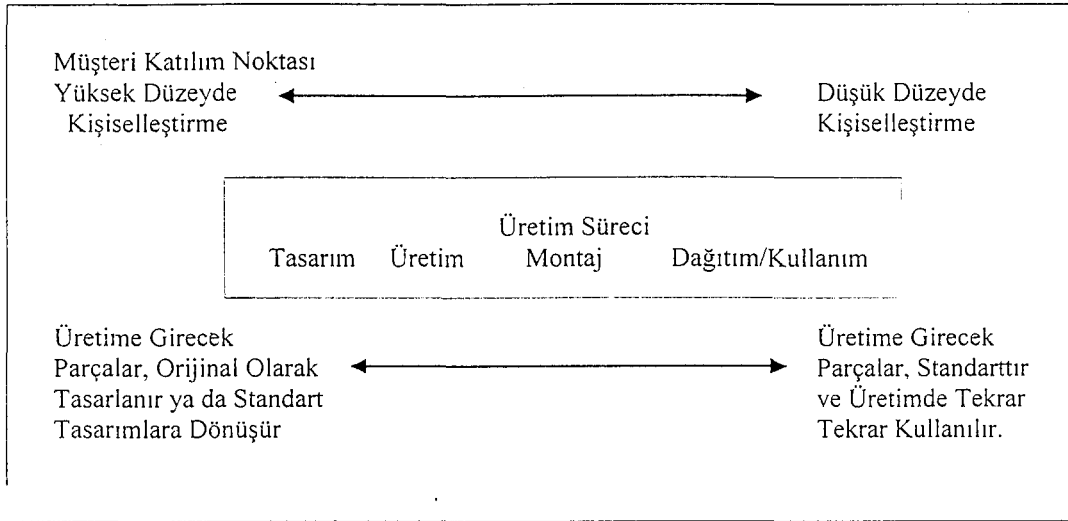 Müşteri Katılım Noktası
Yüksek Düzeyde
Kişiselleştirme
Düşük Düzeyde
Kişiselleştirme
Üretim Süreci
Tasarım Üretim Montaj Dağıtım/Kullanım
Üretime Girecek
Parçalar, Orijinal Olarak
Tasarlanır ya da Standart
Tasarımlara Dönüşür
Üretime Girecek
Parçalar, Standarttır
ve Üretimde Tekrar
Tekrar Kullanılır.